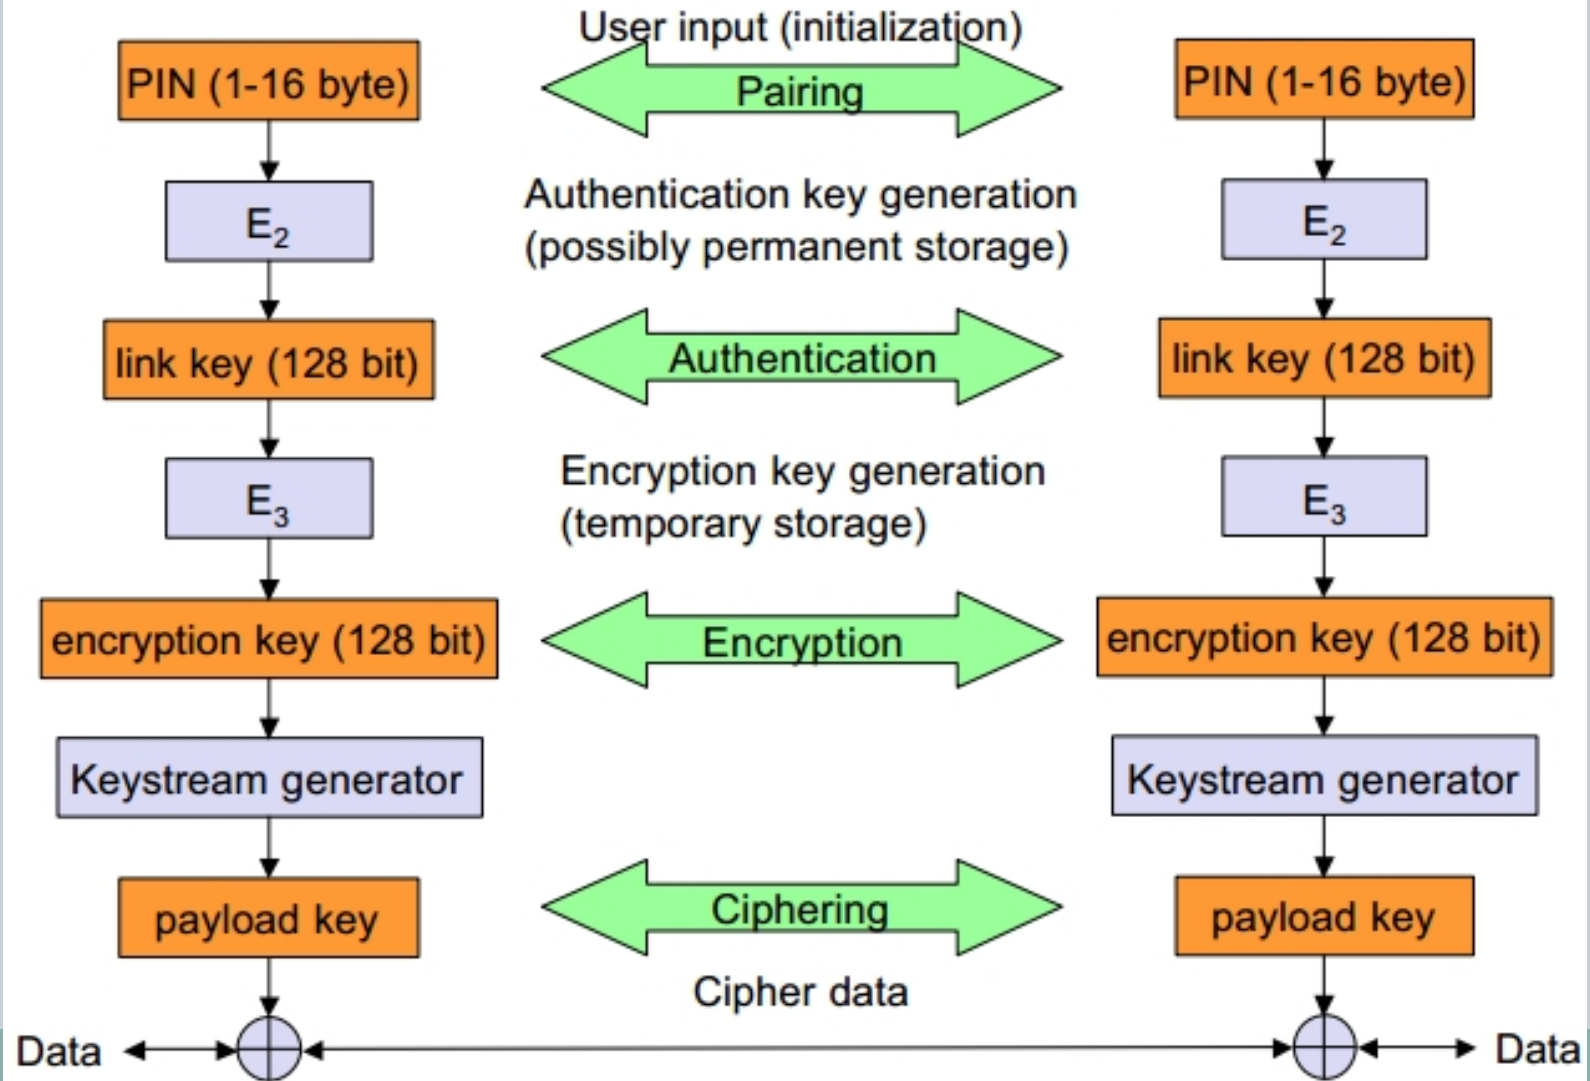 User input (initialization)
PIN (1-16 byte)
Pairing
PIN (1-16 byte)
E2
Authentication key generation
(possibly permanent storage)
E2
link key (128 bit)
Authentication
link key (128 bit)
E3
Encryption key generation
(temporary storage)
E3
encryption key (128 bit)
Encryption
encryption key (128 bit)
Keystream generator
Keystream generator
payload key
Ciphering
payload key
Cipher data
Data
Data